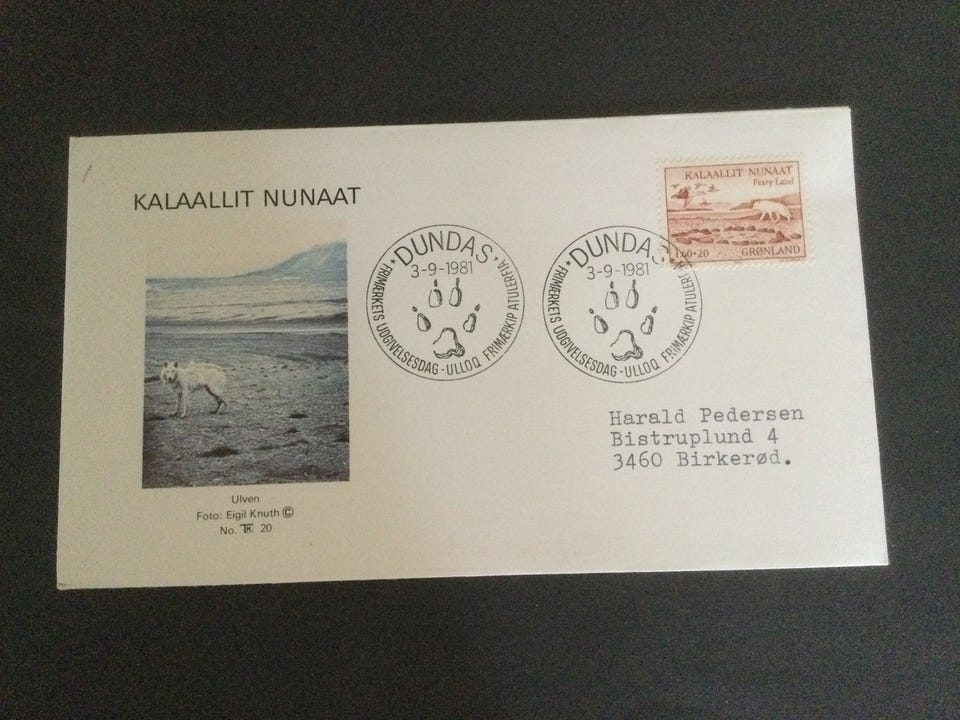 KALAALLIT NUNAAT
Ulven
Foto: Eigil Knuth ©
No. TK 20
DUNDAS
3-9-1981
FRIMÆRKETS UDGIVELSESDAG - ULLOQ FRIMÆRKIP ATULERFIA
DUNDAS
3-9-1981
FRIMÆRKETS UDGIVELSESDAG - ULLOQ FRIMÆRKIP ATULERFIA
KALAALLIT NUNAAT
Peary Land
1.60+20 GRØNLAND
Harald Pedersen
Bistruplund 4
3460 Birkerød.